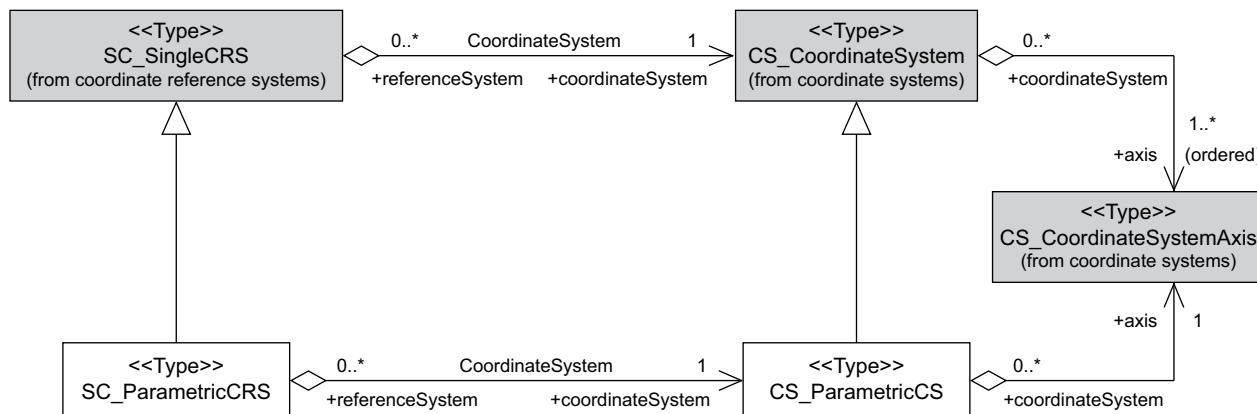 <<Type>>
SC_SingleCRS
(from coordinate reference systems)
0..*
CoordinateSystem
1
+referenceSystem
+coordinateSystem
<<Type>>
CS_CoordinateSystem
(from coordinate systems)
0..*
+coordinateSystem
1..*
+axis
(ordered)
<<Type>>
CS_CoordinateSystemAxis
(from coordinate systems)
+axis
1
<<Type>>
SC_ParametricCRS
0..*
CoordinateSystem
1
+referenceSystem
+coordinateSystem
<<Type>>
CS_ParametricCS
0..*
+coordinateSystem